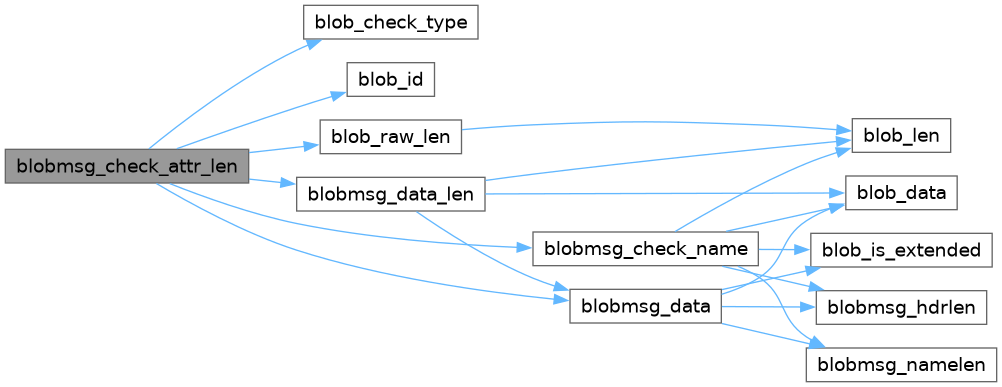 blobmsg_check_attr_len
blob_check_type
blob_id
blob_raw_len
blobmsg_data_len
blobmsg_check_name
blobmsg_data
blob_len
blob_data
blob_is_extended
blobmsg_hdrlen
blobmsg_namelen